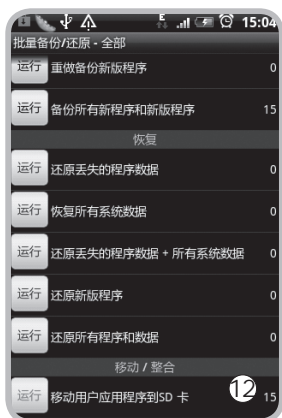 15:04
批量备份/还原 - 全部
运行 重做备份新版程序 0
运行 备份所有新程序和新版程序 15
恢复
运行 还原丢失的程序数据 0
运行 恢复所有系统数据 0
运行 还原丢失的程序数据 + 所有系统数据 0
运行 还原新版程序 0
运行 还原所有程序和数据 0
移动 / 整合
运行 移动用户应用程序到SD 卡 12 15